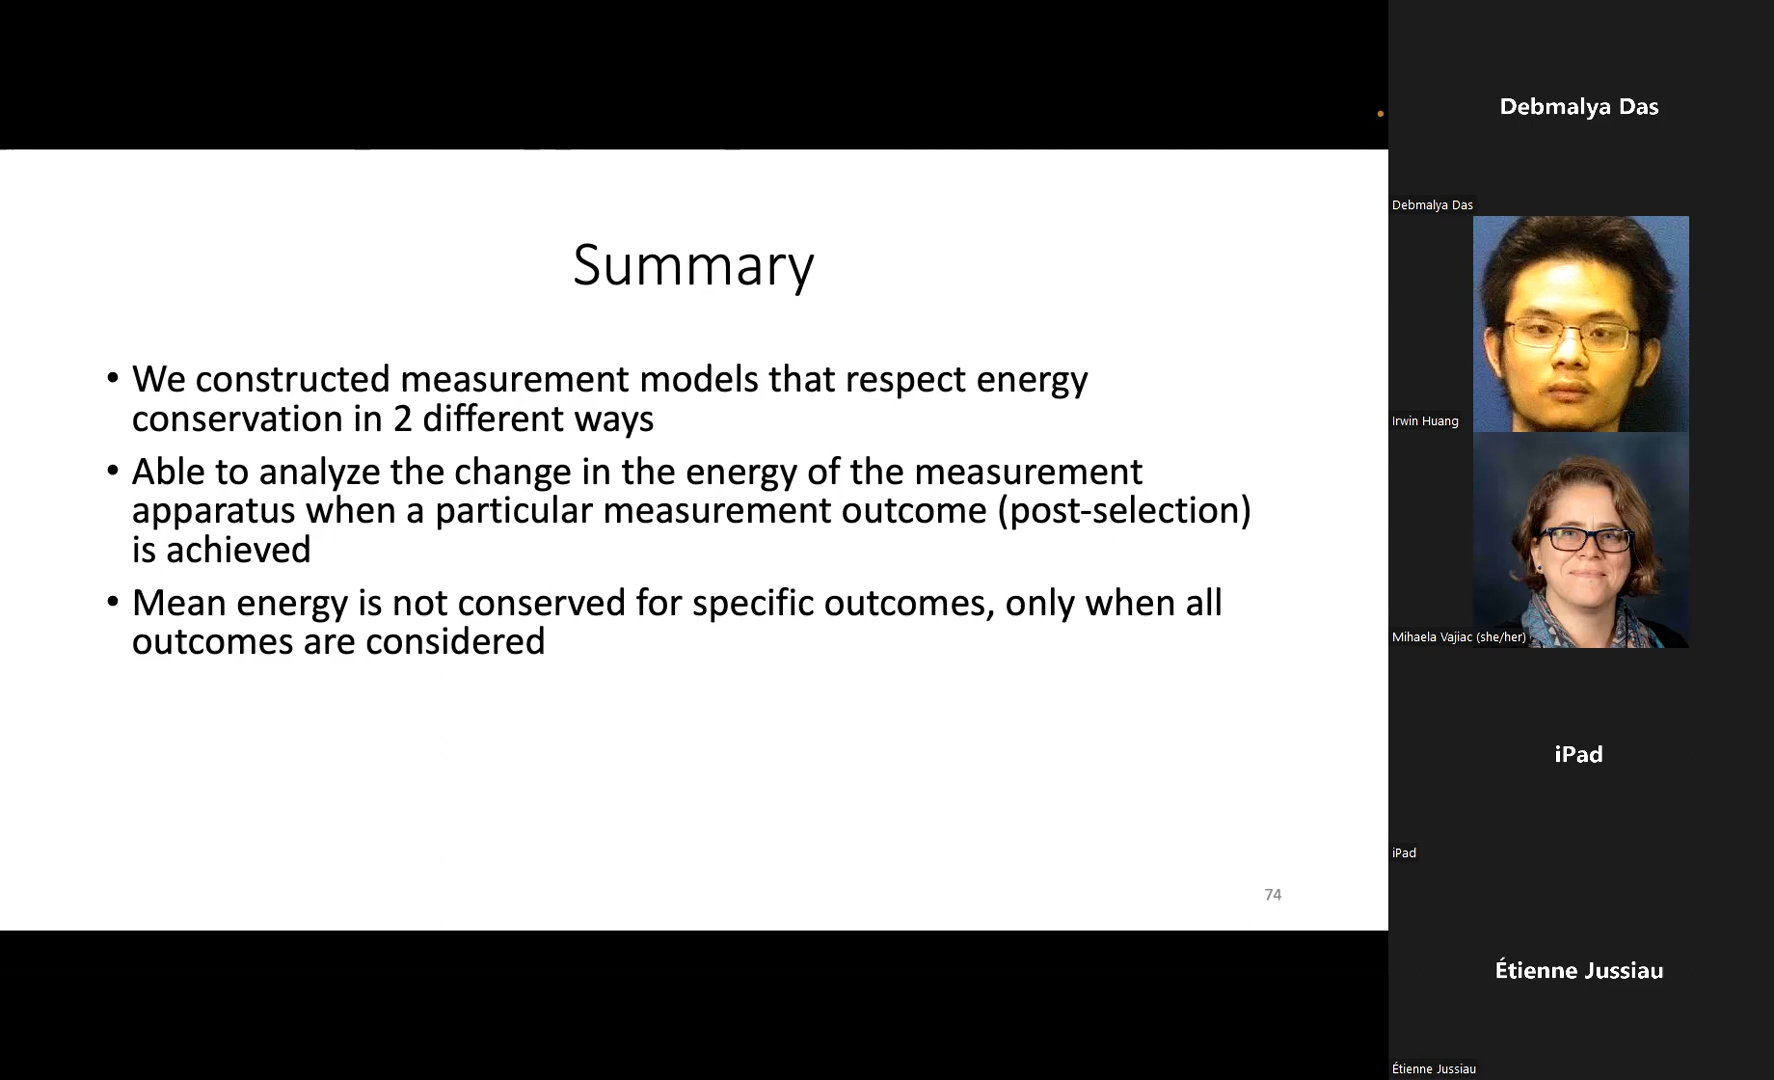 Summary
• We constructed measurement models that respect energy
conservation in 2 different ways
• Able to analyze the change in the energy of the measurement
apparatus when a particular measurement outcome (post-selection)
is achieved
• Mean energy is not conserved for specific outcomes, only when all
outcomes are considered
74
Debmalya Das
Debmalya Das
Irwin Huang
Mihaela Vajiac (she/her)
iPad
iPad
Étienne Jussiau
Étienne Jussiau